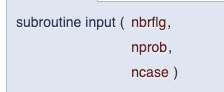 subroutine input ( nbrflg,
nprob,
ncase )